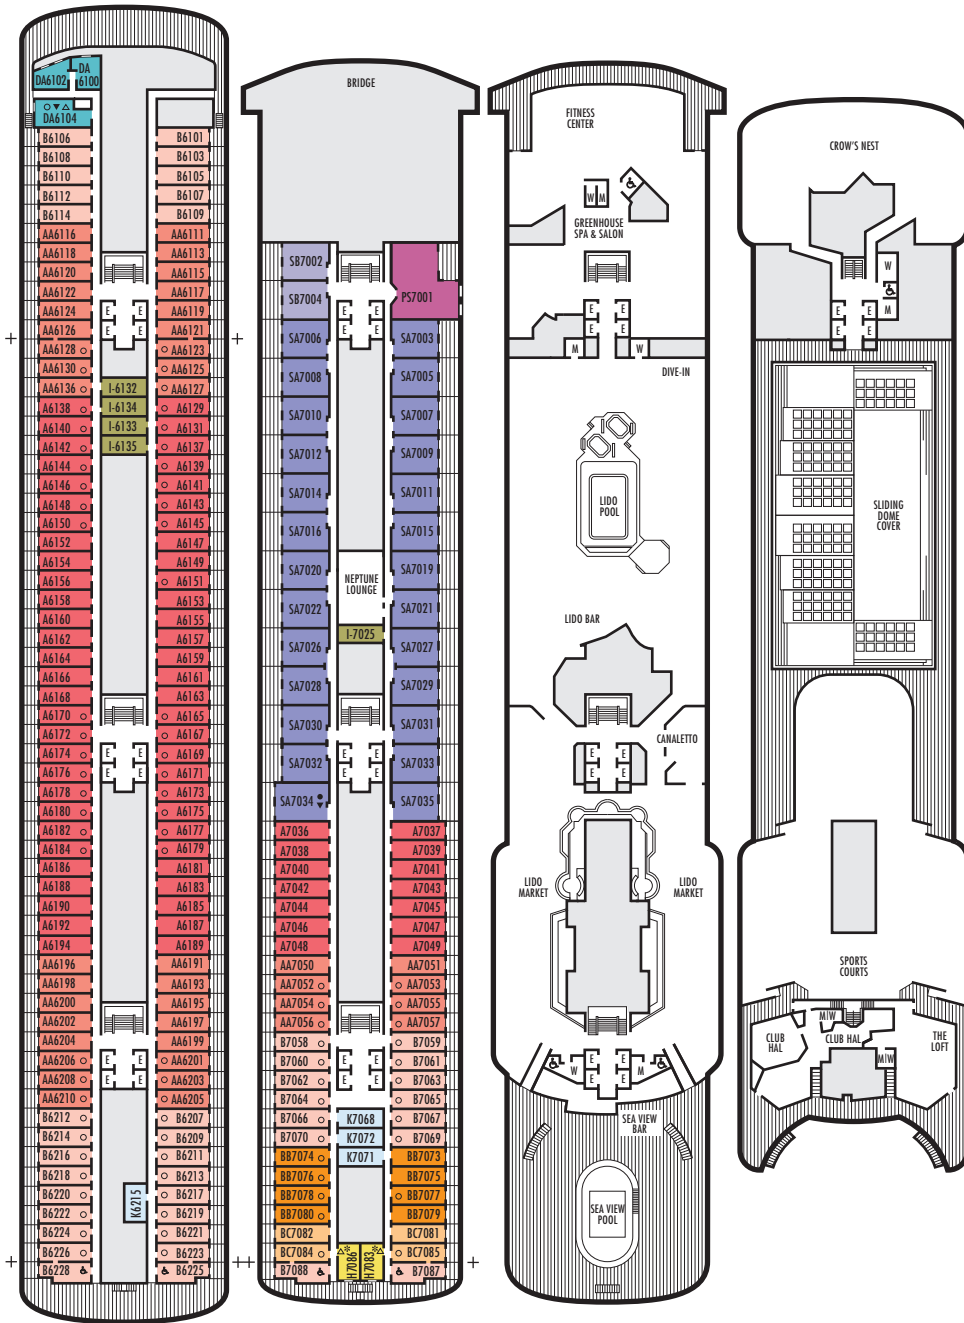 DA6102
DA
6100
DA6104
B6106
B6108
B6110
B6112
B6114
AA6116
AA6118
AA6120
AA6122
AA6124
AA6126
AA6128
AA6130
AA6136
A6138
A6140
A6142
A6144
A6146
A6148
A6150
A6152
A6154
A6156
A6158
A6160
A6162
A6164
A6166
A6168
A6170
A6172
A6174
A6176
A6178
A6180
A6182
A6184
A6186
A6188
A6190
A6192
A6194
AA6196
AA6198
AA6200
AA6202
AA6204
AA6206
AA6208
AA6210
B6212
B6214
B6216
B6218
B6220
B6222
B6224
B6226
B6228
E E
E E
I-6132
I-6134
I-6133
I-6135
E E
E E
E E
E E
K6215
B6101
B6103
B6105
B6107
B6109
AA6111
AA6113
AA6115
AA6117
AA6119
AA6121
AA6123
AA6125
AA6127
A6129
A6131
A6137
A6139
A6141
A6143
A6145
A6147
A6149
A6151
A6153
A6155
A6157
A6159
A6161
A6163
A6165
A6167
A6169
A6171
A6173
A6175
A6177
A6179
A6181
A6183
A6185
A6187
A6189
AA6191
AA6193
AA6195
AA6197
AA6199
AA6201
AA6203
AA6205
B6207
B6209
B6211
B6213
B6217
B6219
B6221
B6223
B6225
BRIDGE
SB7002
SB7004
SA7006
SA7008
SA7010
SA7012
SA7014
SA7016
SA7020
SA7022
SA7026
SA7028
SA7030
SA7032
SA7034
A7036
A7038
A7040
A7042
A7044
A7046
A7048
AA7050
AA7052
AA7054
AA7056
B7058
B7060
B7062
B7064
B7066
B7070
BB7074
BB7076
BB7078
BB7080
BC7082
BC7084
B7088
E E
E E
NEPTUNE
LOUNGE
I-7025
E E
E E
E E
E E
K7068
K7072
K7071
H7086
H7083
PS7001
SA7003
SA7005
SA7007
SA7009
SA7011
SA7015
SA7019
SA7021
SA7027
SA7029
SA7031
SA7033
SA7035
A7037
A7039
A7041
A7043
A7045
A7047
A7049
AA7051
AA7053
AA7055
AA7057
B7059
B7061
B7063
B7065
B7067
B7069
BB7073
BB7075
BB7077
BB7079
BC7081
BC7085
B7087
FITNESS
CENTER
W M
GREENHOUSE
SPA & SALON
E E
E E
M W
DIVE-IN
LIDO
POOL
LIDO BAR
CANALETTO
E E
E E
LIDO
MARKET
LIDO
MARKET
W E E M
E E
SEA VIEW
BAR
SEA VIEW
POOL
CROW'S NEST
W
M
E E
E E
SLIDING
DOME
COVER
SPORTS
COURTS
M W
CLUB
HAL
CLUB HAL
THE
LOFT
M W